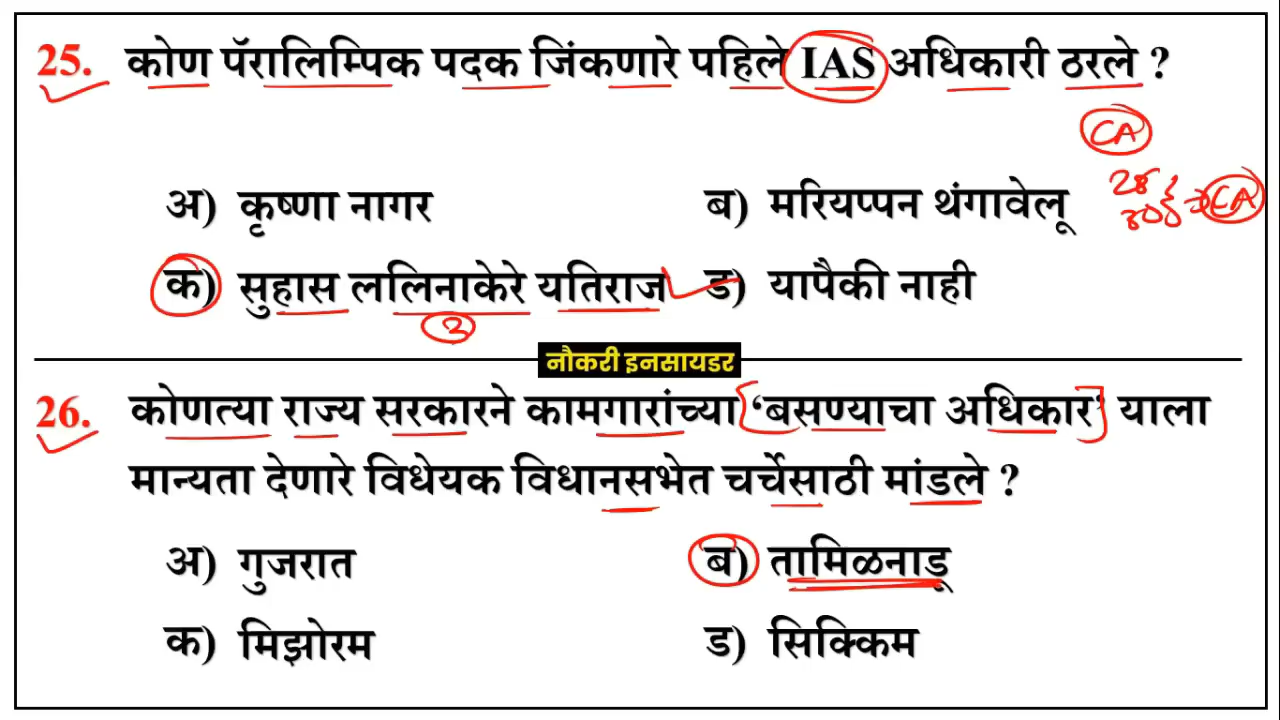 25. कोण पॅरालिम्पिक पदक जिंकणारे पहिले IAS अधिकारी ठरले ?
CA
अ) कृष्णा नागर ब) मरियप्पन थंगावेलू
CA
क) सुहास ललिनाकेरे यतिराज ड) यापैकी नाही
नौकरी इनसायडर
26. कोणत्या राज्य सरकारने कामगारांच्या ‘बसण्याचा अधिकार’ याला
मान्यता देणारे विधेयक विधानसभेत चर्चेसाठी मांडले ?
अ) गुजरात ब) तामिळनाडू
क) मिझोरम ड) सिक्किम